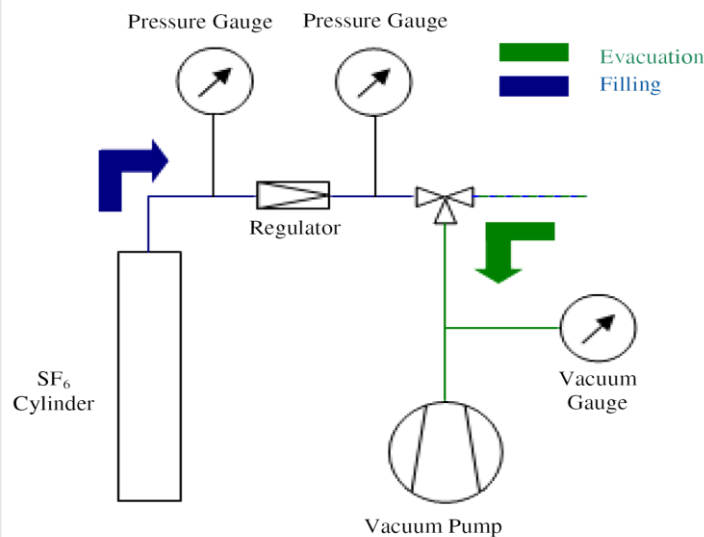 Pressure Gauge
Pressure Gauge
Evacuation
Filling
Regulator
SF₆
Cylinder
Vacuum
Gauge
Vacuum Pump